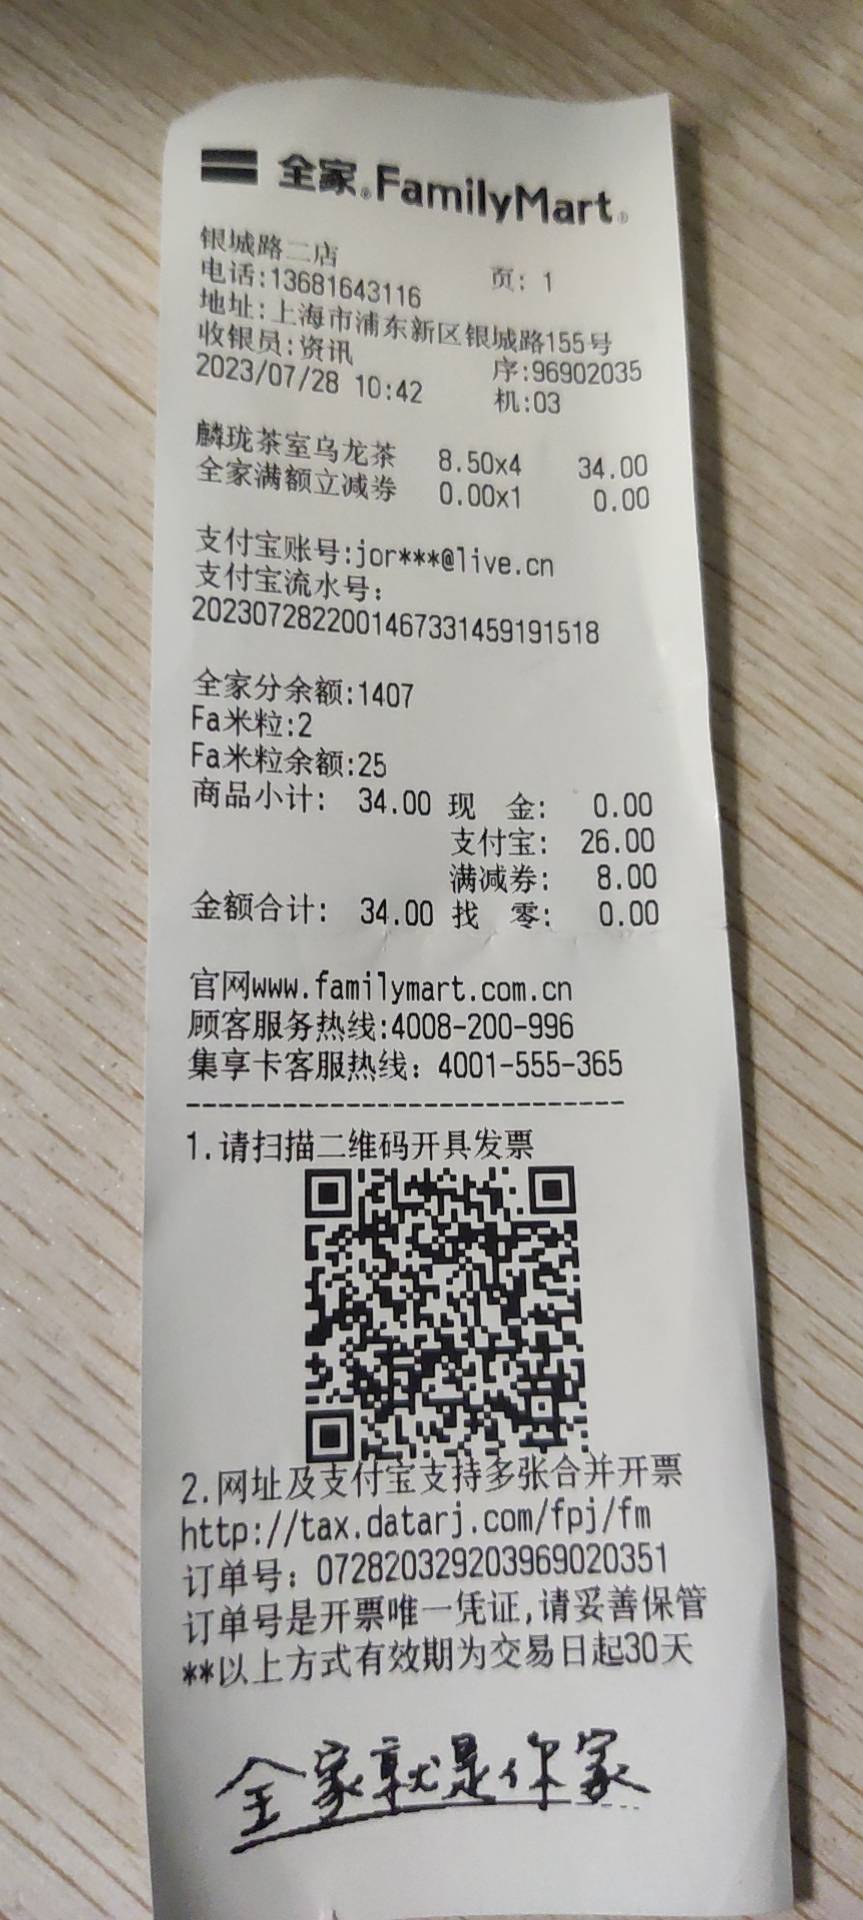 全家 FamilyMart
银城路二店 页: 1
电话:13681643116
地址:上海市浦东新区银城路155号
收银员:资讯 序:96902035
2023/07/28 10:42 机:03
麟珑茶室乌龙茶 8.50x4 34.00
全家满额立减券 0.00x1 0.00
支付宝账号:jor***@live.cn
支付宝流水号:
2023072822001467331459191518
全家分余额:1407
Fa米粒:2
Fa米粒余额:25
商品小计: 34.00 现 金: 0.00
支付宝: 26.00
满减券: 8.00
金额合计: 34.00 找 零: 0.00
官网www.familymart.com.cn
顾客服务热线:4008-200-996
集享卡客服热线: 4001-555-365
----------------------------
1.请扫描二维码开具发票
2.网址及支付宝支持多张合并开票
http://tax.datarj.com/fpj/fm
订单号: 072820329203969020351
订单号是开票唯一凭证,请妥善保管
**以上方式有效期为交易日起30天
全家就是你家